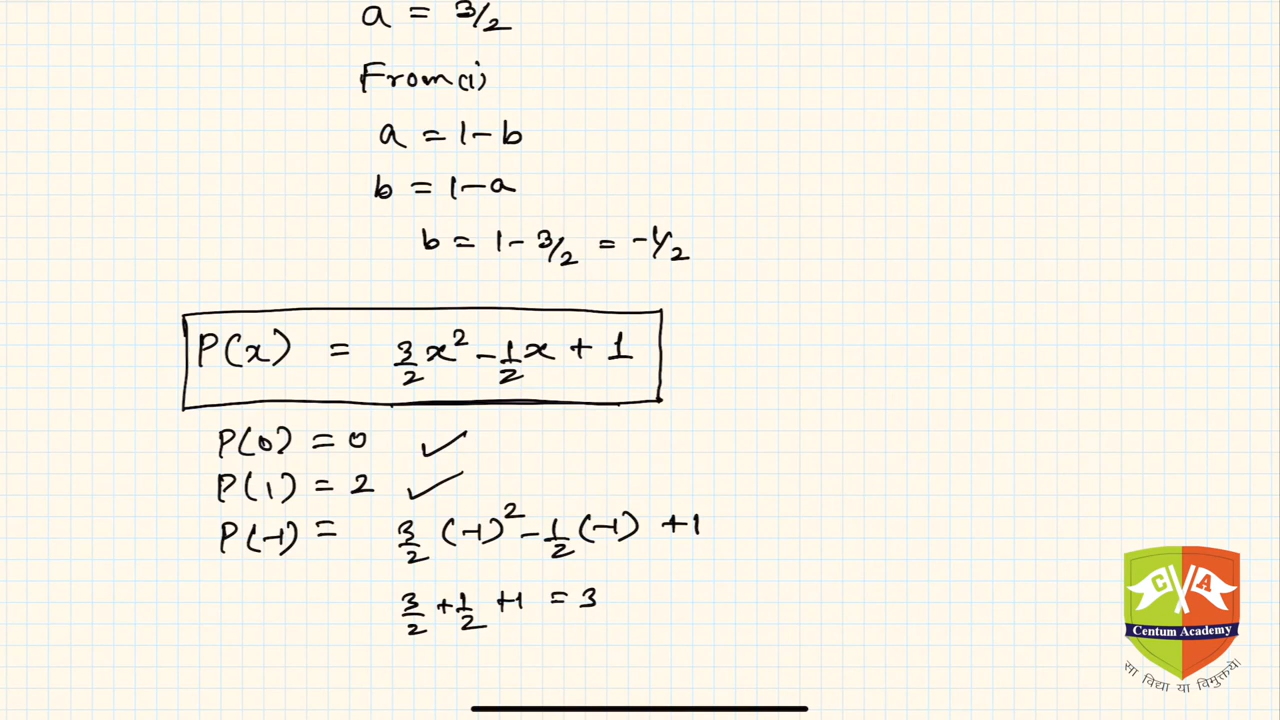 a = 3/2
From (i)
a = 1 - b
b = 1 - a
b = 1 - 3/2 = -1/2
P(x) = 3/2 x² - 1/2 x + 1
P(0) = 0 ✓
P(1) = 2 ✓
P(-1) = 3/2 (-1)² - 1/2 (-1) + 1
3/2 + 1/2 + 1 = 3
C A
Centum Academy
सा विद्या या विमुक्तये।